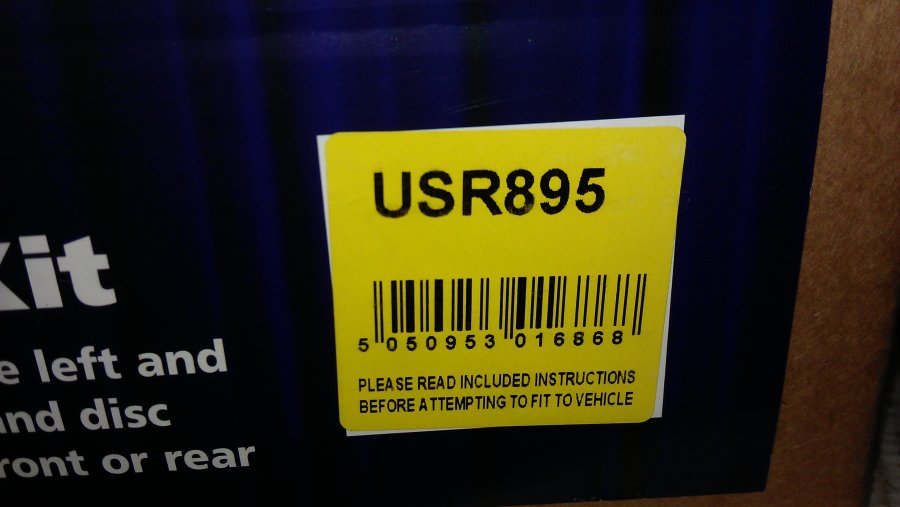 USR895
5 050953 016868
PLEASE READ INCLUDED INSTRUCTIONS
BEFORE ATTEMPTING TO FIT TO VEHICLE
Kit
e left and
nd disc
ront or rear